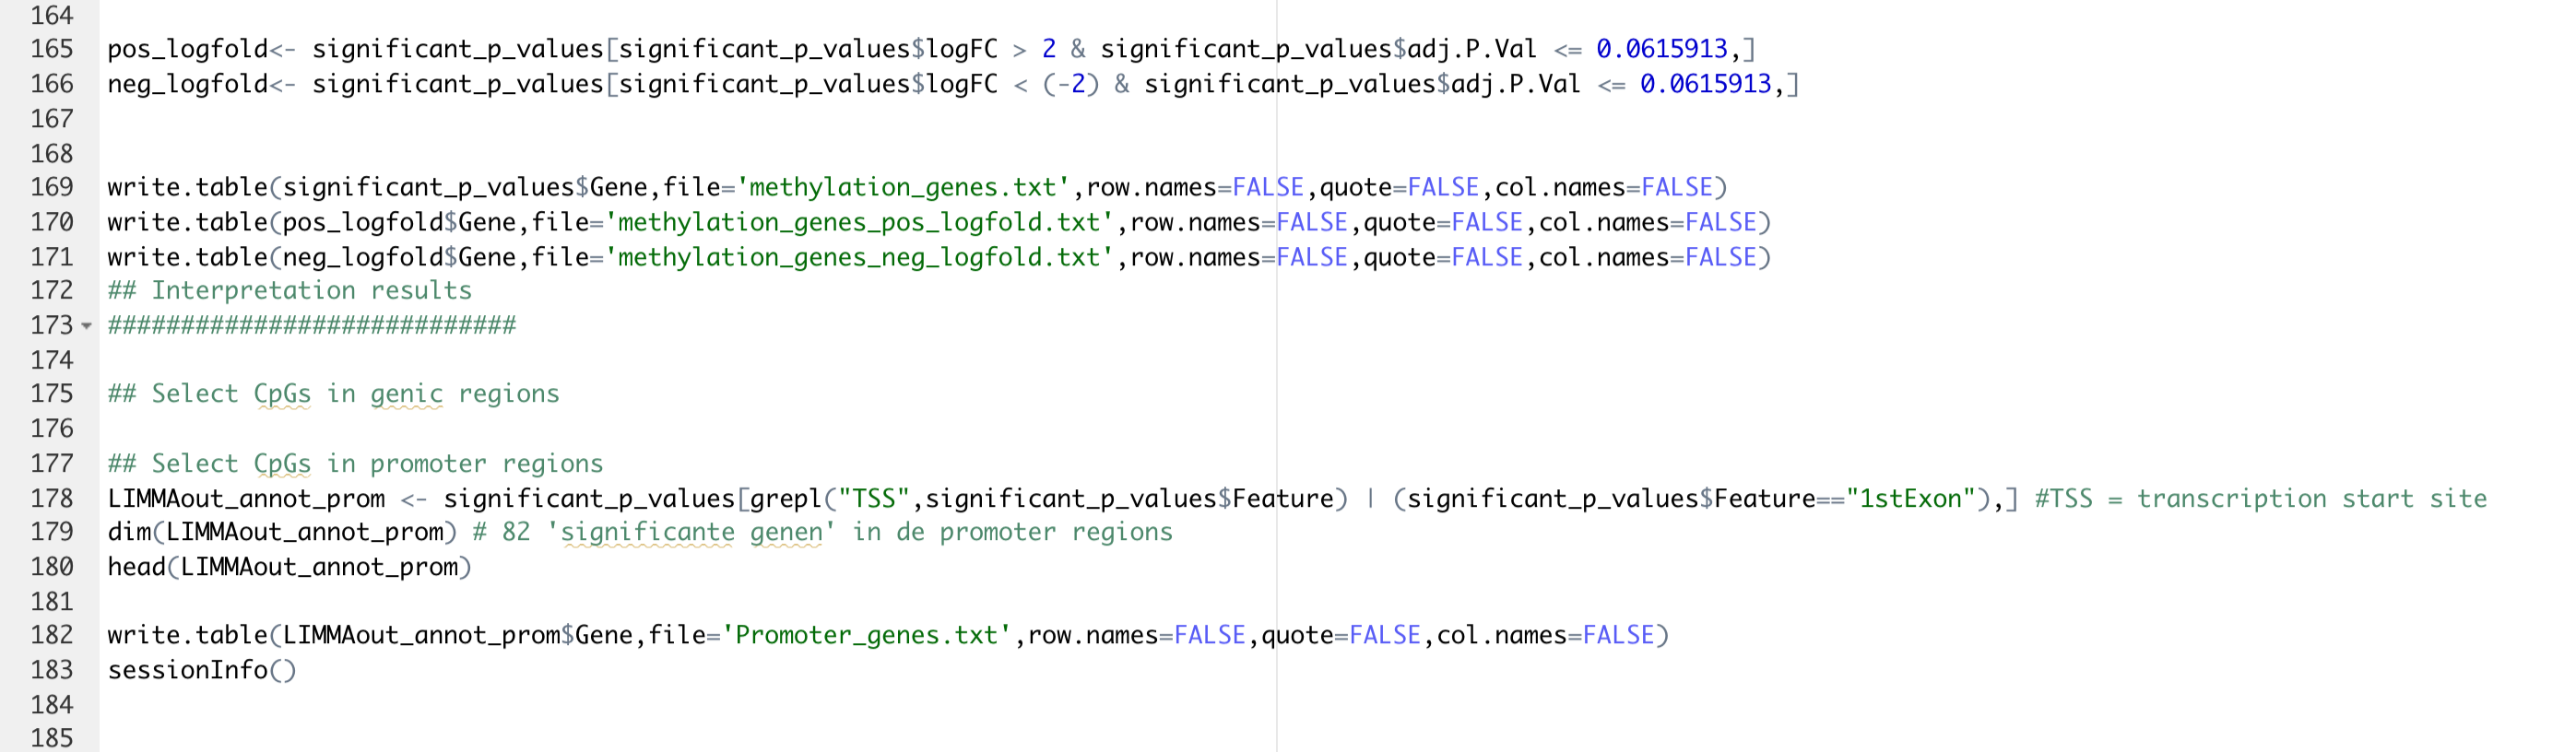 164
165 pos_logfold<- significant_p_values[significant_p_values$logFC > 2 & significant_p_values$adj.P.Val <= 0.0615913,]
166 neg_logfold<- significant_p_values[significant_p_values$logFC < (-2) & significant_p_values$adj.P.Val <= 0.0615913,]
167
168
169 write.table(significant_p_values$Gene,file='methylation_genes.txt',row.names=FALSE,quote=FALSE,col.names=FALSE)
170 write.table(pos_logfold$Gene,file='methylation_genes_pos_logfold.txt',row.names=FALSE,quote=FALSE,col.names=FALSE)
171 write.table(neg_logfold$Gene,file='methylation_genes_neg_logfold.txt',row.names=FALSE,quote=FALSE,col.names=FALSE)
172 ## Interpretation results
173 ############################
174
175 ## Select CpGs in genic regions
176
177 ## Select CpGs in promoter regions
178 LIMMAout_annot_prom <- significant_p_values[grepl("TSS",significant_p_values$Feature) | (significant_p_values$Feature=="1stExon"),] #TSS = transcription start site
179 dim(LIMMAout_annot_prom) # 82 'significante genen' in de promoter regions
180 head(LIMMAout_annot_prom)
181
182 write.table(LIMMAout_annot_prom$Gene,file='Promoter_genes.txt',row.names=FALSE,quote=FALSE,col.names=FALSE)
183 sessionInfo()
184
185